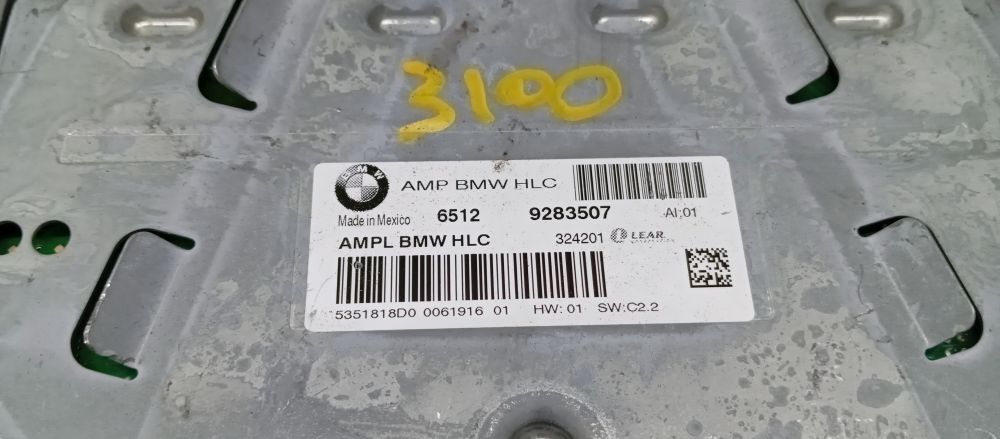 3100
BMW
AMP BMW HLC
Made in Mexico 6512 9283507 AI:01
AMPL BMW HLC 324201 LEAR
5351818D0 0061916 01 HW: 01 SW:C2.2